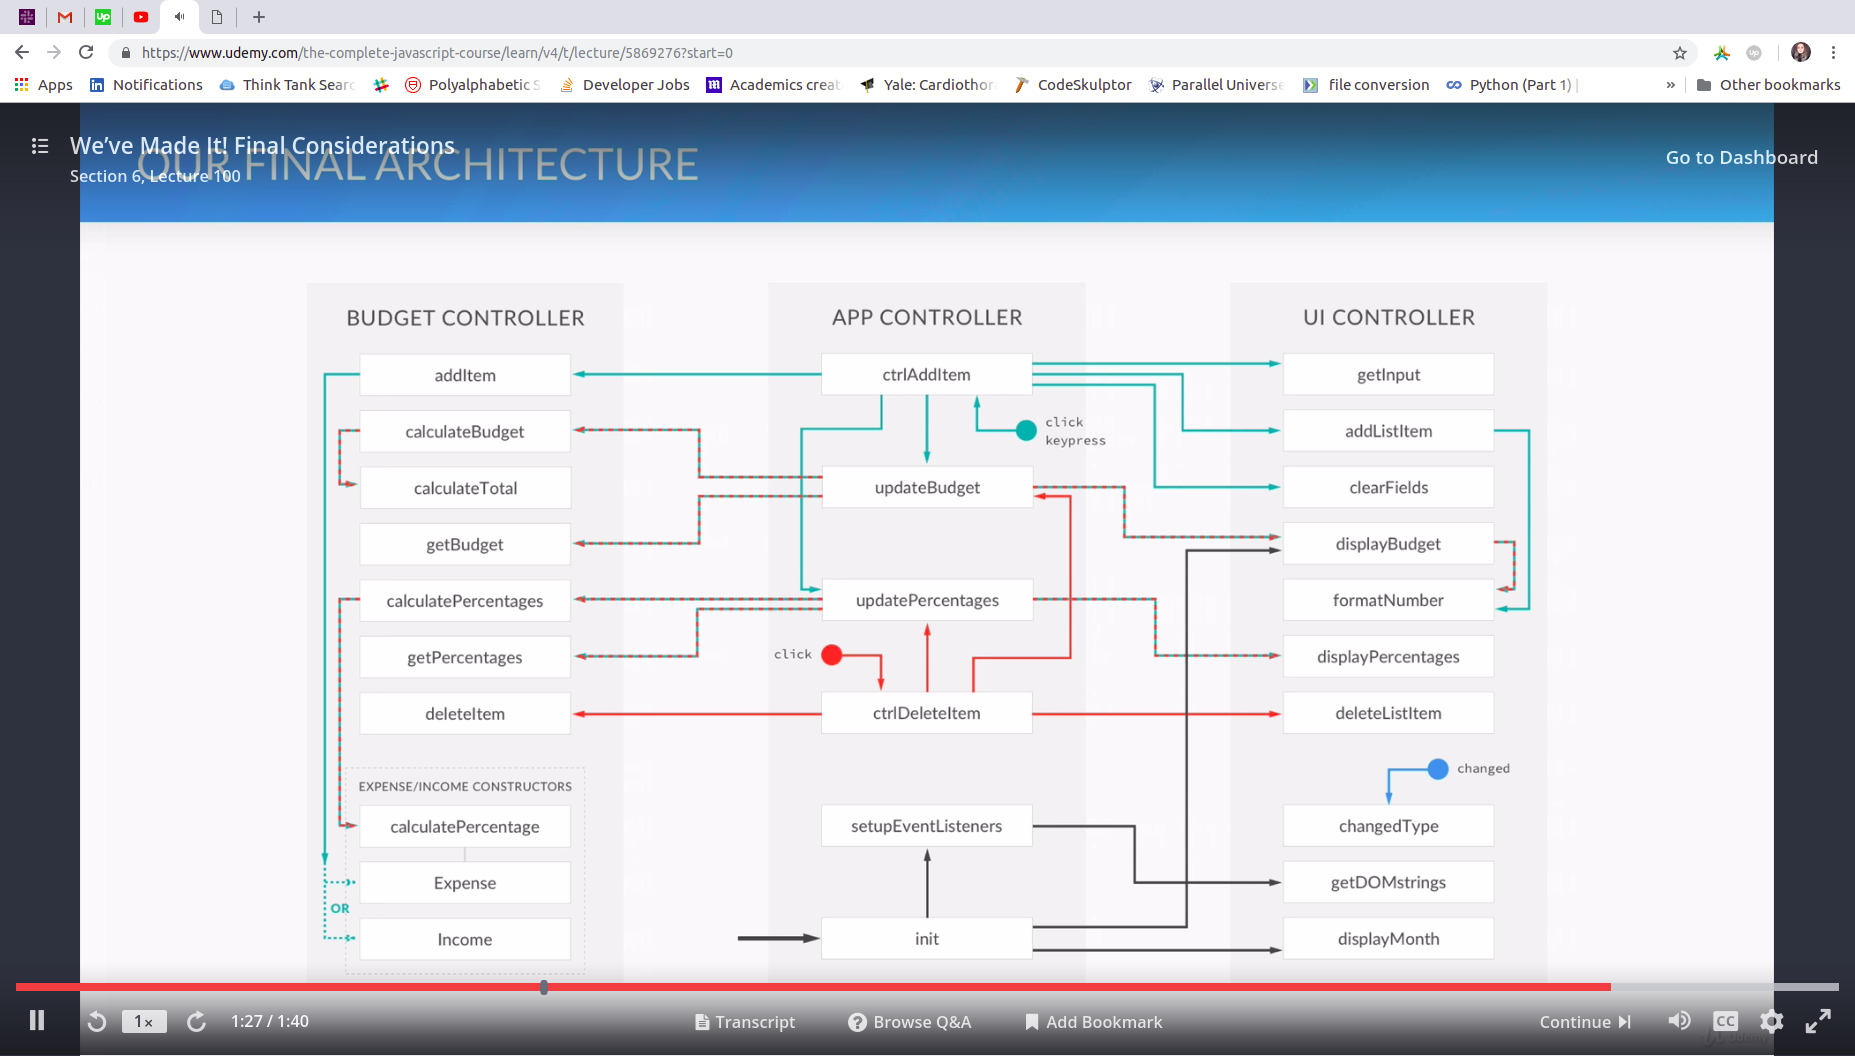 https://www.udemy.com/the-complete-javascript-course/learn/v4/t/lecture/5869276?start=0
Apps Notifications Think Tank Sear Polyalphabetic Developer Jobs Academics creat Yale: Cardiothor CodeSkulptor Parallel Universe file conversion Python (Part 1) | » Other bookmarks
We've Made It! Final Considerations
OUR FINAL ARCHITECTURE
Section 6, Lecture 100
Go to Dashboard
BUDGET CONTROLLER
addItem
calculateBudget
calculateTotal
getBudget
calculatePercentages
getPercentages
deleteItem
EXPENSE/INCOME CONSTRUCTORS
calculatePercentage
Expense
OR
Income
APP CONTROLLER
ctrlAddItem
click
keypress
updateBudget
updatePercentages
click
ctrlDeleteItem
setupEventListeners
init
UI CONTROLLER
getInput
addListItem
clearFields
displayBudget
formatNumber
displayPercentages
deleteListItem
changed
changedType
getDOMstrings
displayMonth
1x 1:27 / 1:40 Transcript Browse Q&A Add Bookmark Continue CC